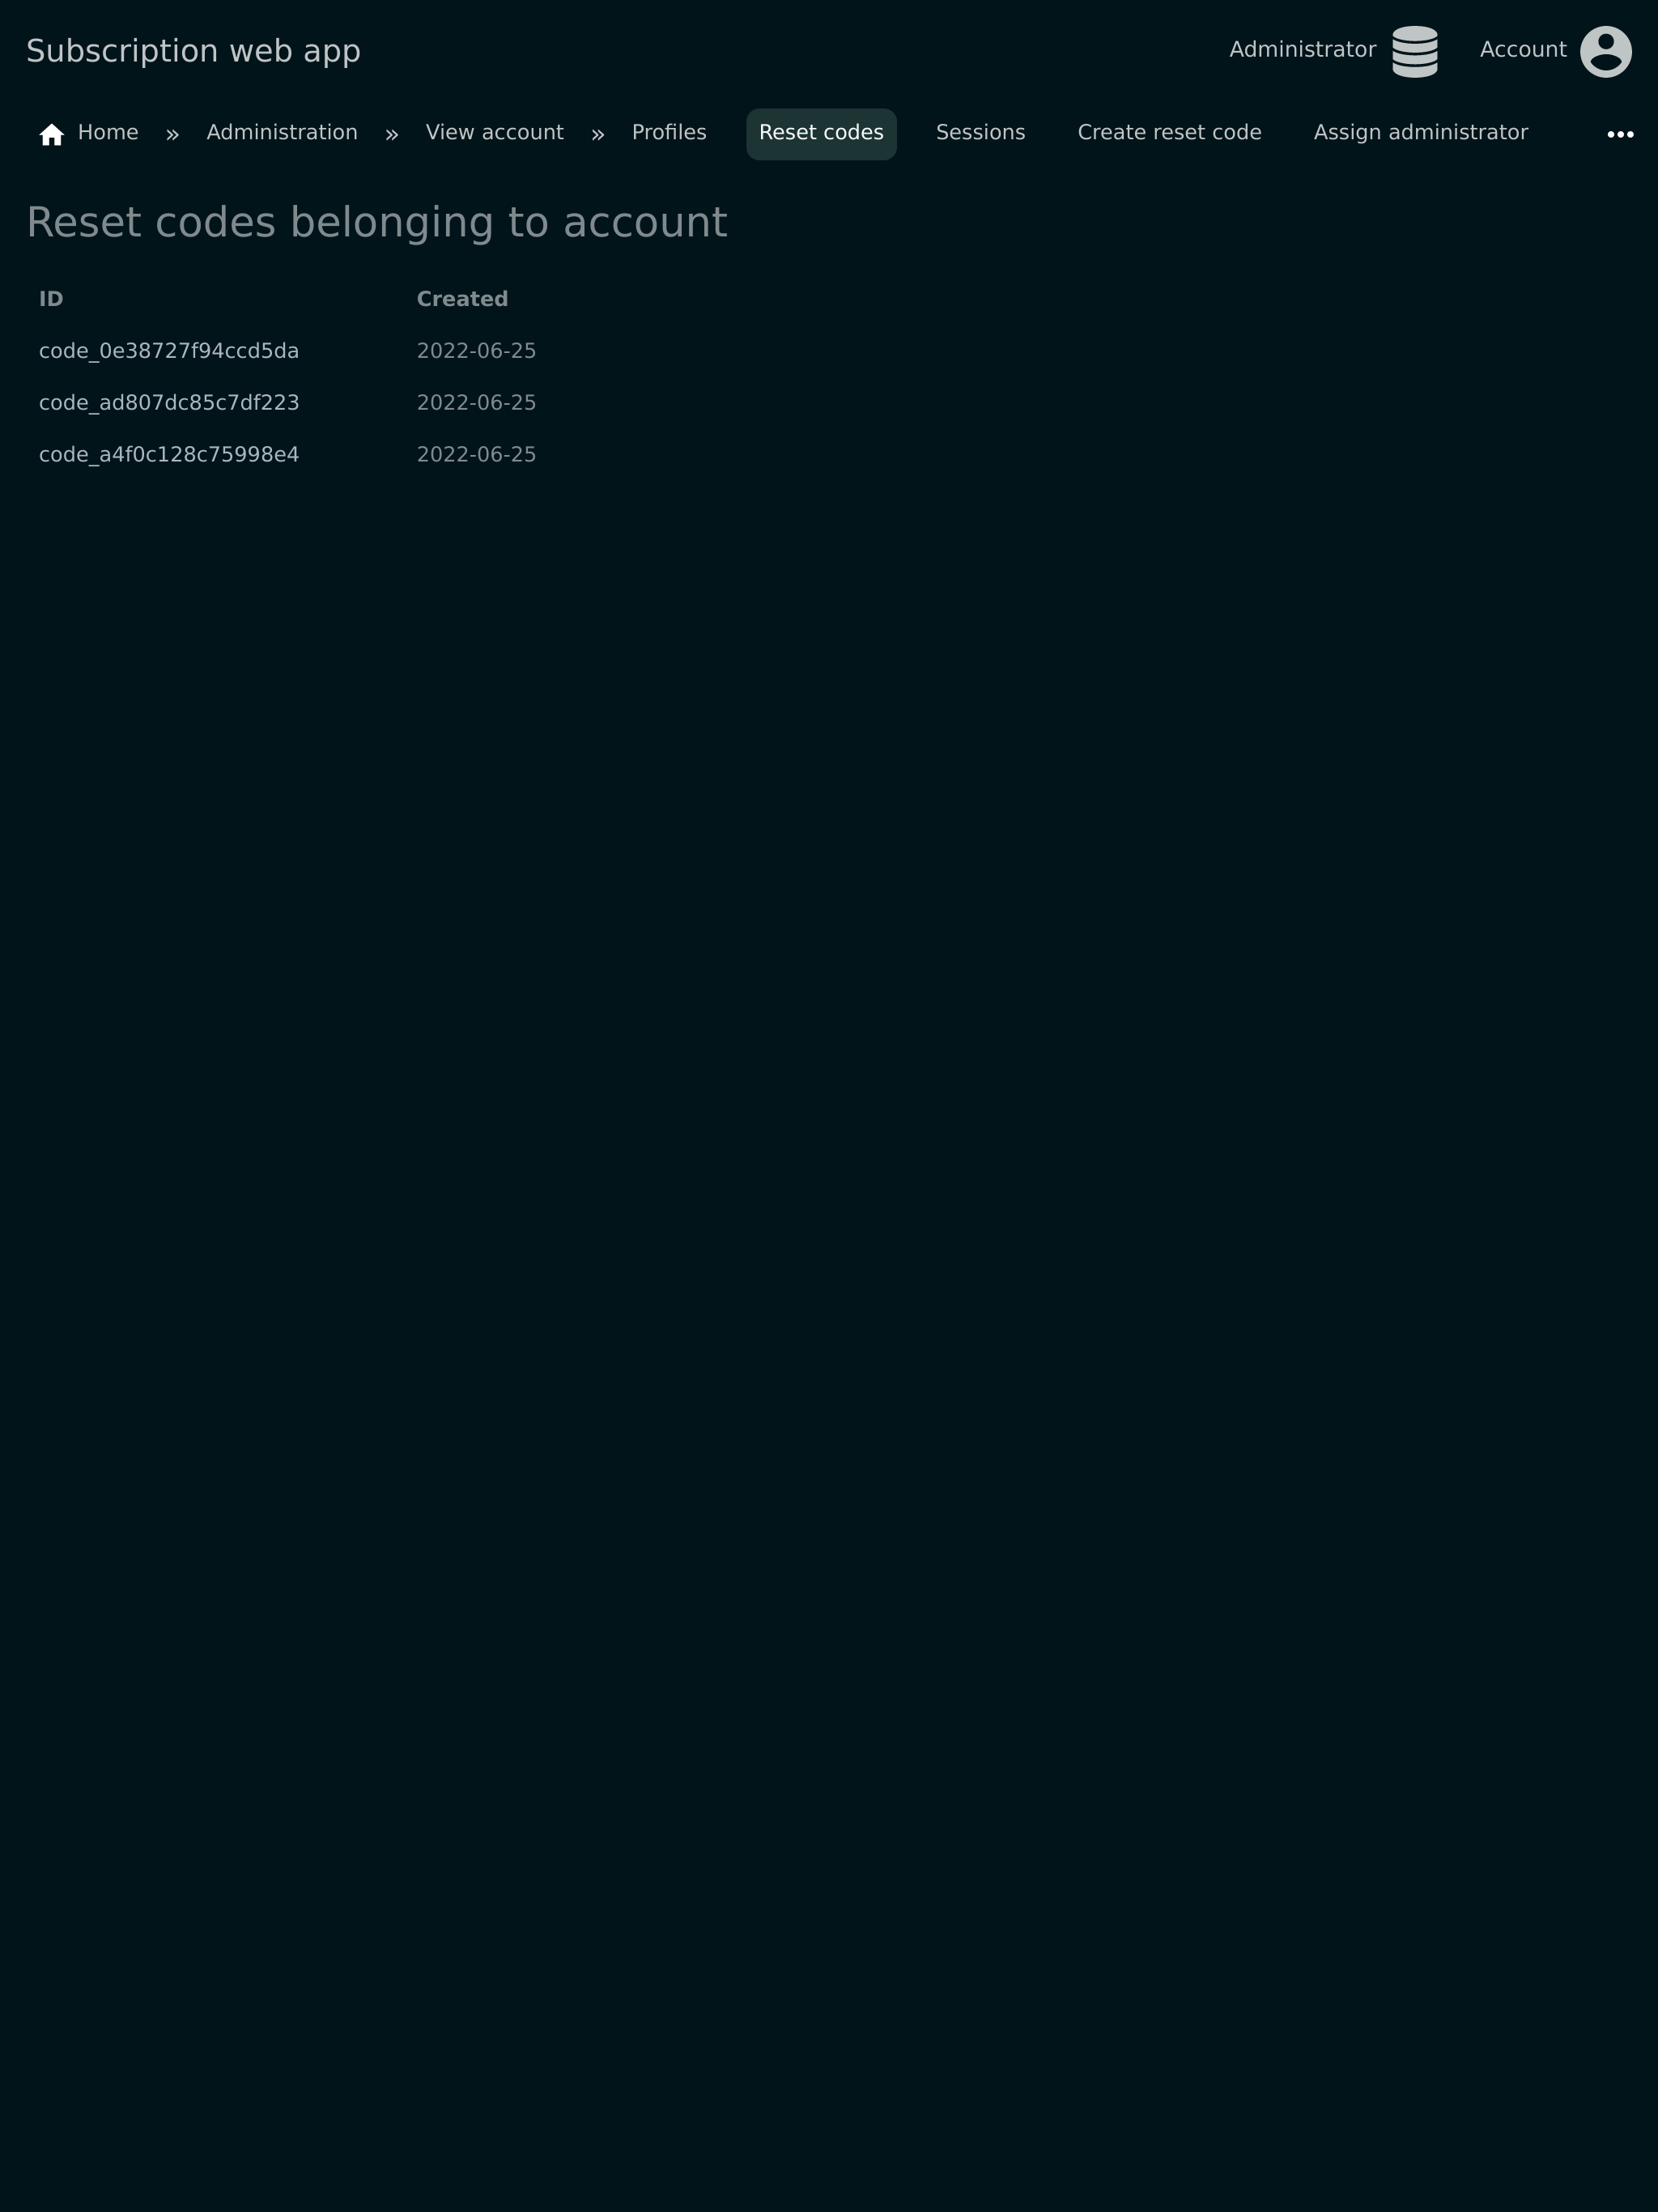 Subscription web app
Administrator
Account
Home » Administration » View account » Profiles Reset codes Sessions Create reset code Assign administrator
Reset codes belonging to account
ID Created
code_0e38727f94ccd5da 2022-06-25
code_ad807dc85c7df223 2022-06-25
code_a4f0c128c75998e4 2022-06-25